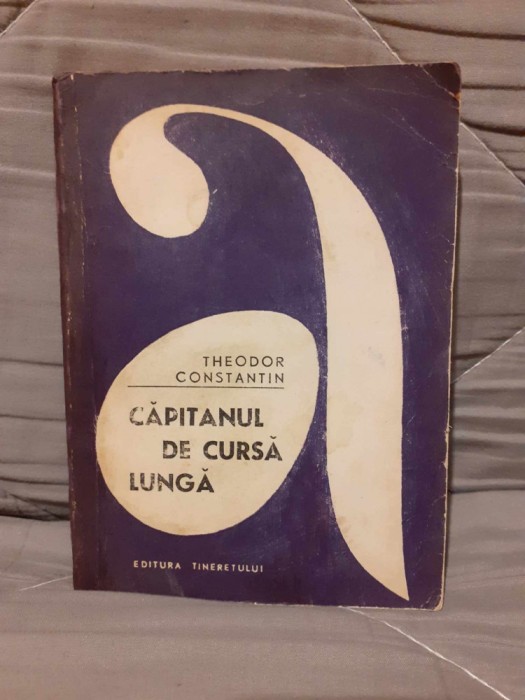 a
THEODOR
CONSTANTIN
CĂPITANUL
DE CURSĂ
LUNGĂ
EDITURA TINERETULUI